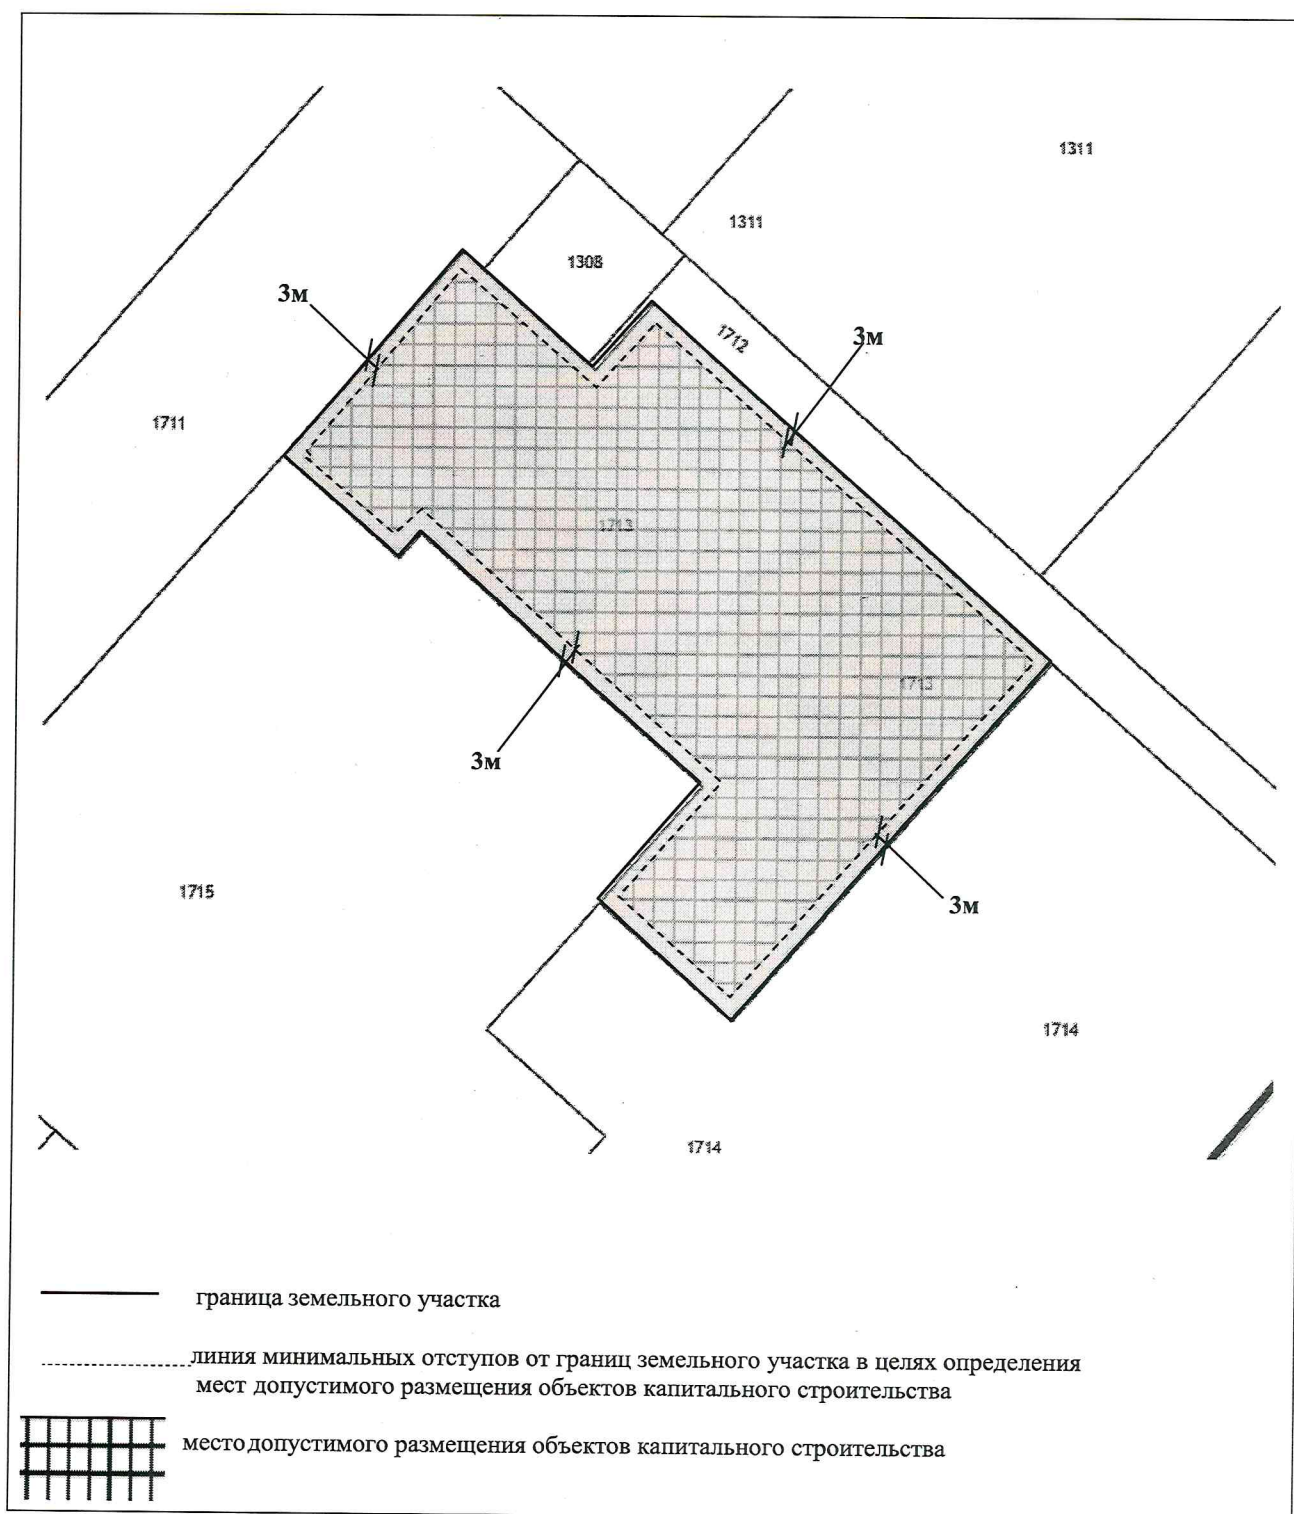 1311
1311
1308
3м
1712
3м
1711
1713
1713
3м
1715
3м
1714
1714
граница земельного участка
линия минимальных отступов от границ земельного участка в целях определения
мест допустимого размещения объектов капитального строительства
место допустимого размещения объектов капитального строительства